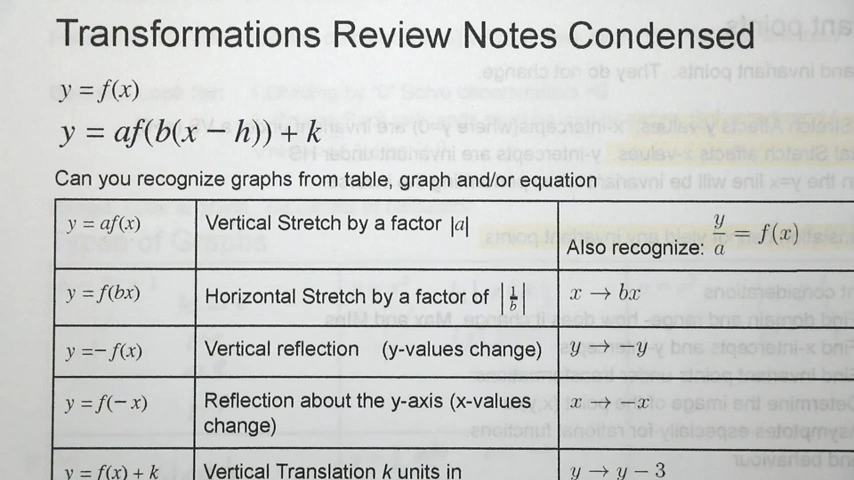 Transformations Review Notes Condensed
y = f(x)
y = af(b(x − h)) + k
Can you recognize graphs from table, graph and/or equation
y = af(x) Vertical Stretch by a factor |a| Also recognize: y/a = f(x)
y = f(bx) Horizontal Stretch by a factor of |1/b| x → bx
y = − f(x) Vertical reflection (y-values change) y → −y
y = f(− x) Reflection about the y-axis (x-values x → −x
change)
y = f(x) + k Vertical Translation k units in y → y − 3